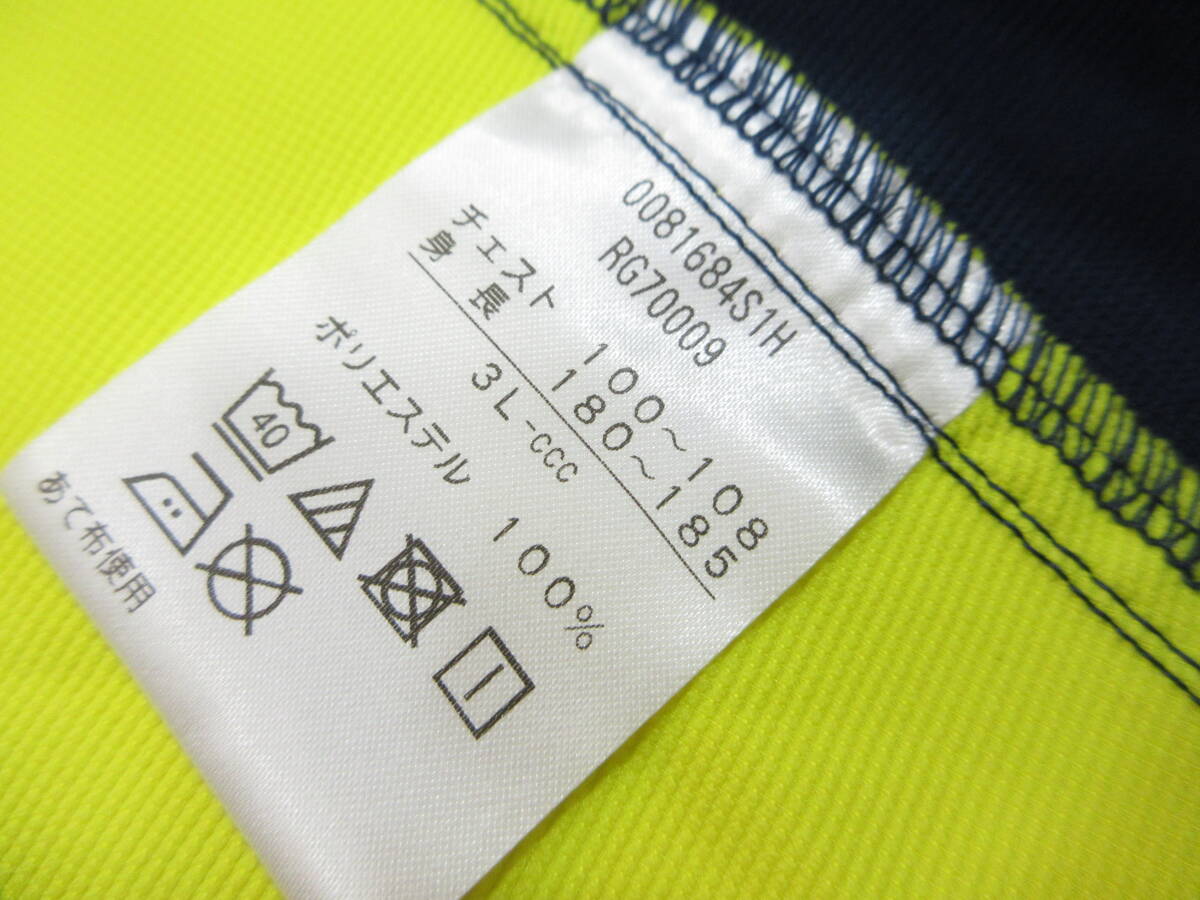 0081684S1H
RG70009
チェスト 100~108
身長 180~185
3L-CCC
ポリエステル 100%
40
あて布使用